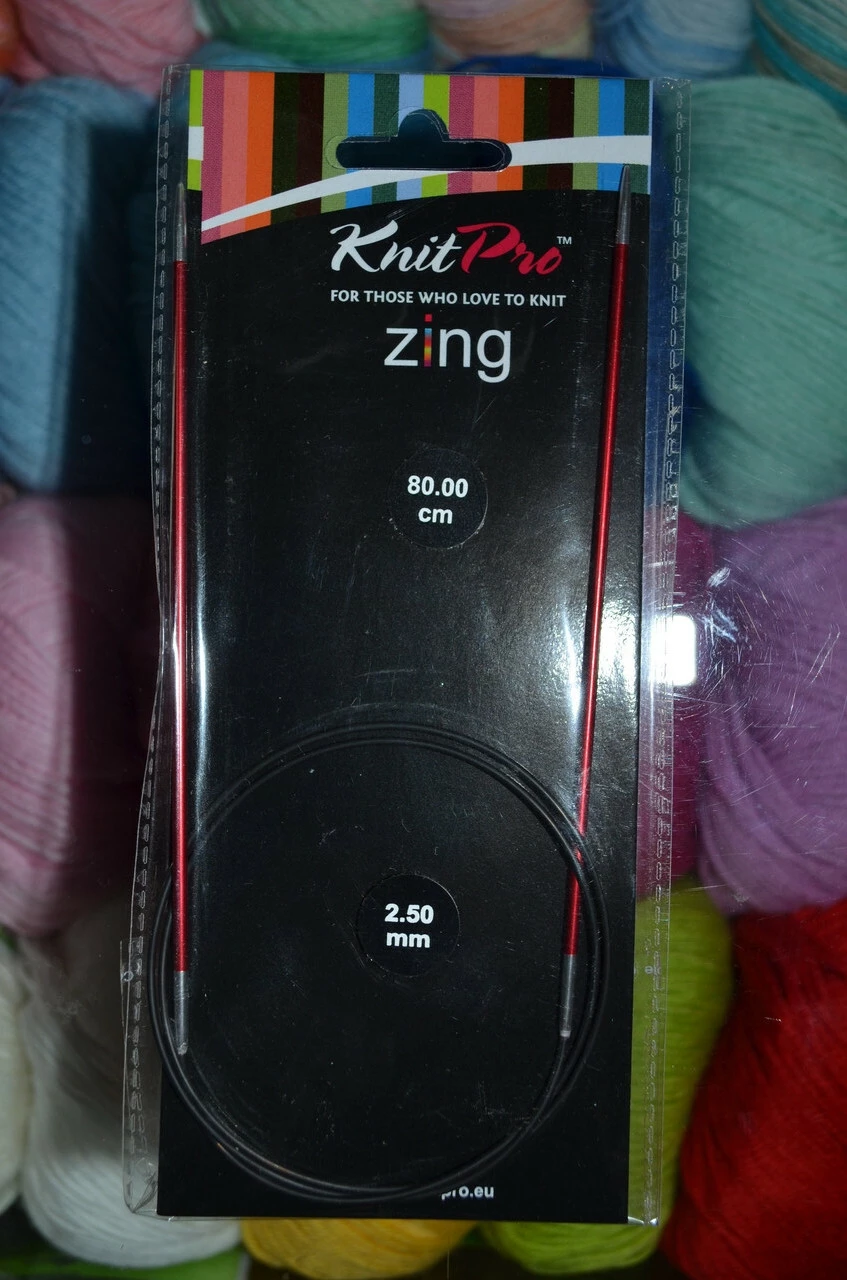 KnitPro™
FOR THOSE WHO LOVE TO KNIT
zing
80.00
cm
2.50
mm
pro.eu